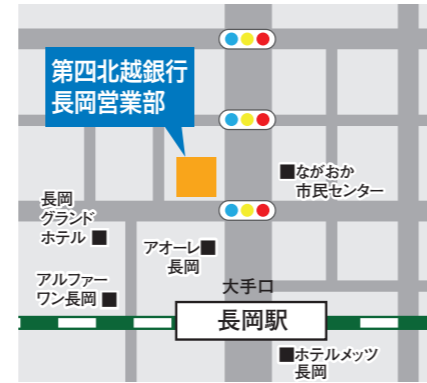 第四北越銀行
長岡営業部
■ながおか
市民センター
長岡
グランド
ホテル■
アオーレ■
長岡
アルファー
ワン長岡■
大手口
長岡駅
■ホテルメッツ
長岡